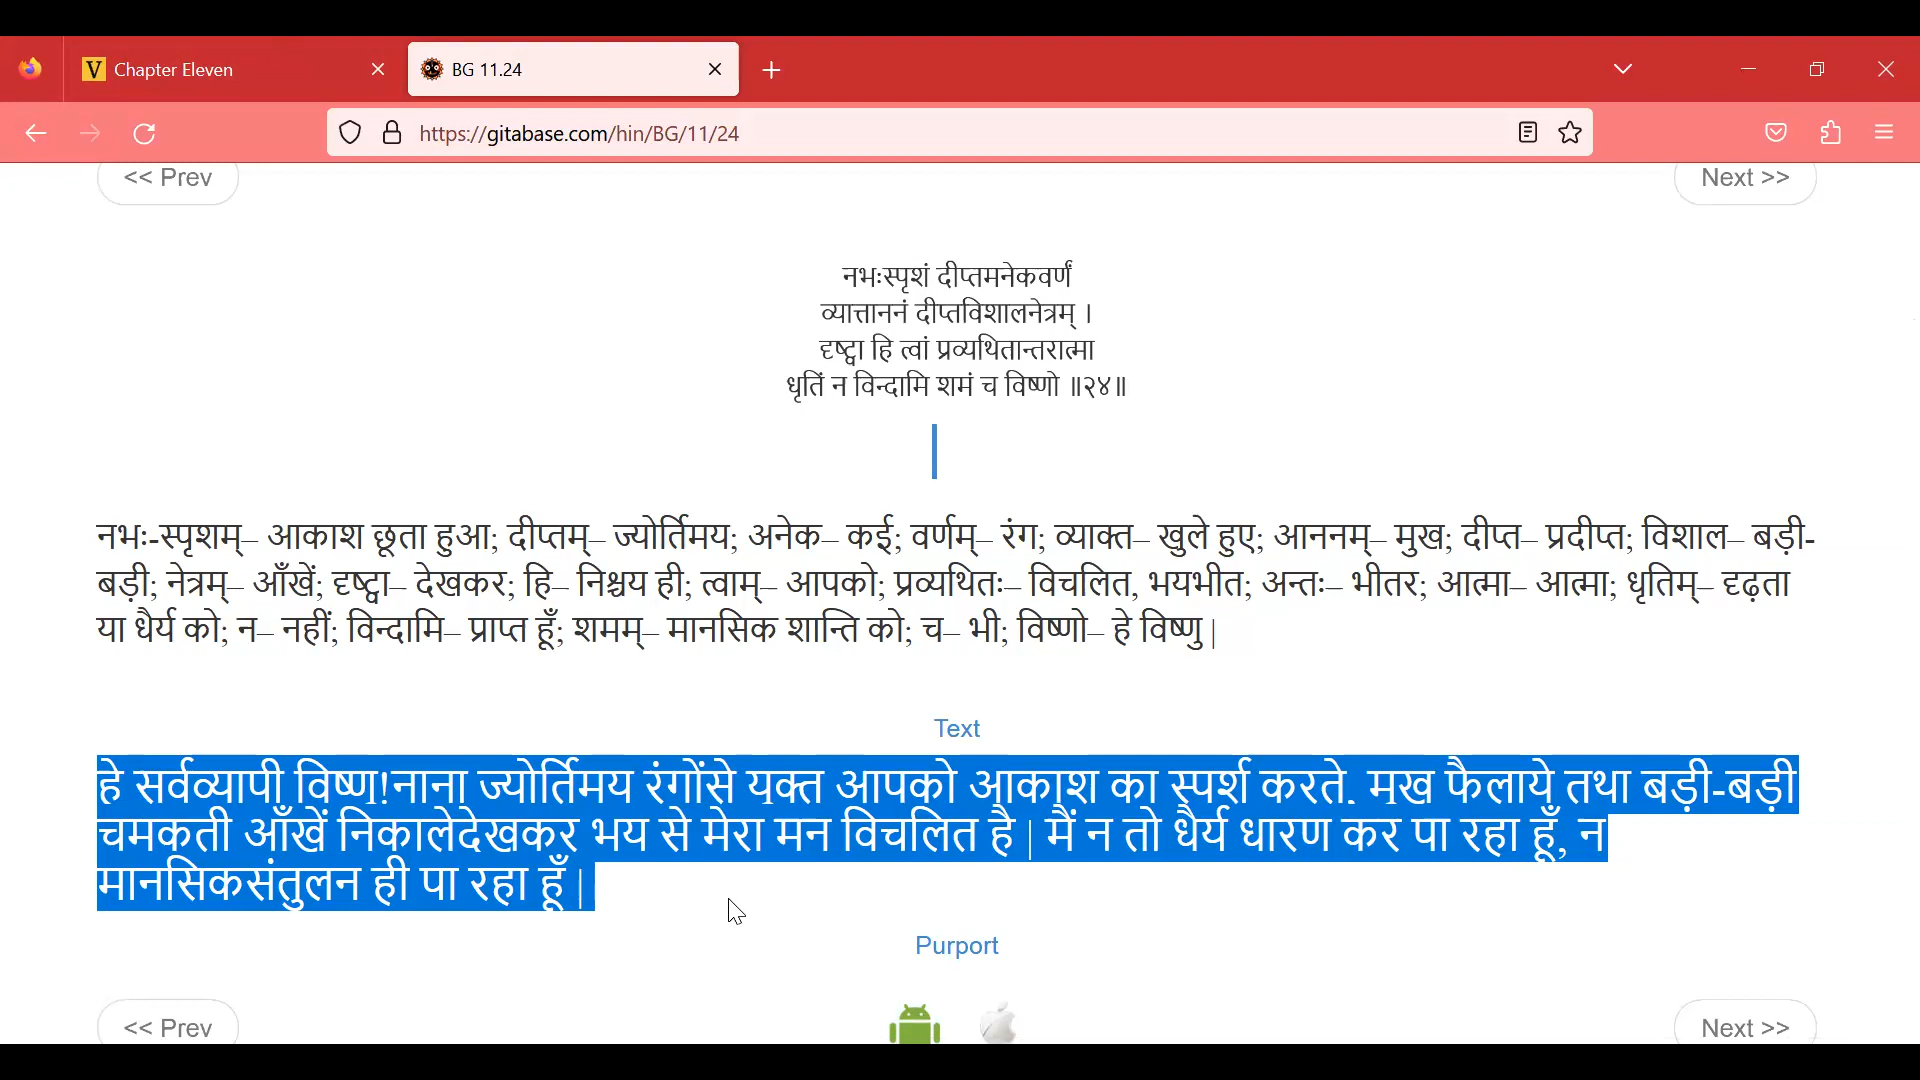 Chapter Eleven
BG 11.24
https://gitabase.com/hin/BG/11/24
<< Prev
Next >>
नभःस्पृशं दीप्तमनेकवर्णं
व्यात्ताननं दीप्तविशालनेत्रम् ।
दृष्ट्वा हि त्वां प्रव्यथितान्तरात्मा
धृतिं न विन्दामि शमं च विष्णो ॥२४॥
नभः-स्पृशम्– आकाश छूता हुआ; दीप्तम्– ज्योर्तिमय; अनेक– कई; वर्णम्– रंग; व्याक्त– खुले हुए; आननम्– मुख; दीप्त– प्रदीप्त; विशाल– बड़ी-
बड़ी; नेत्रम्– आँखें; दृष्ट्वा– देखकर; हि– निश्चय ही; त्वाम्– आपको; प्रव्यथितः– विचलित, भयभीत; अन्तः– भीतर; आत्मा– आत्मा; धृतिम्– दृढ़ता
या धैर्य को; न– नहीं; विन्दामि– प्राप्त हूँ; शमम्– मानसिक शान्ति को; च– भी; विष्णो– हे विष्णु |
Text
हे सर्वव्यापी विष्णु!नाना ज्योर्तिमय रंगोंसे युक्त आपको आकाश का स्पर्श करते, मुख फैलाये तथा बड़ी-बड़ी
चमकती आँखें निकालेदेखकर भय से मेरा मन विचलित है | मैं न तो धैर्य धारण कर पा रहा हूँ, न
मानसिकसंतुलन ही पा रहा हूँ |
Purport
<< Prev
Next >>